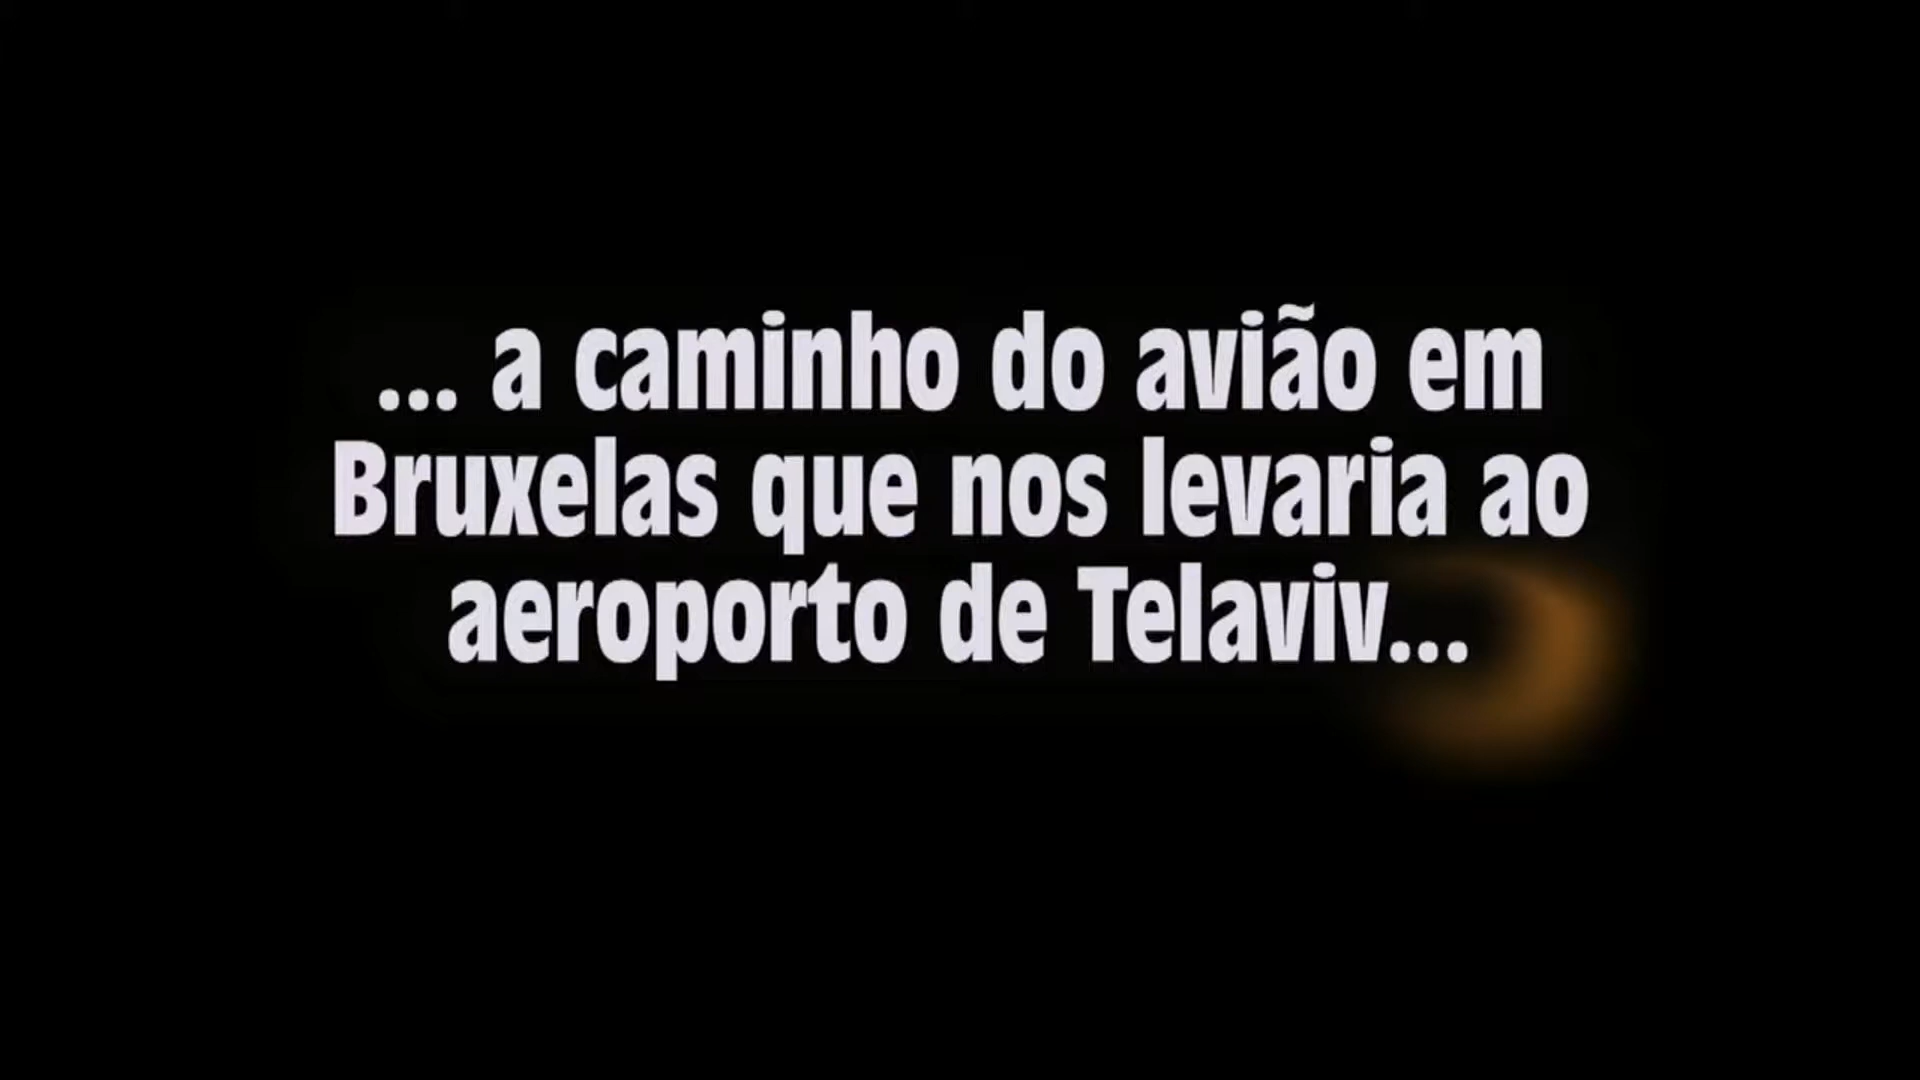 ... a caminho do avião em
Bruxelas que nos levaria ao
aeroporto de Telaviv...